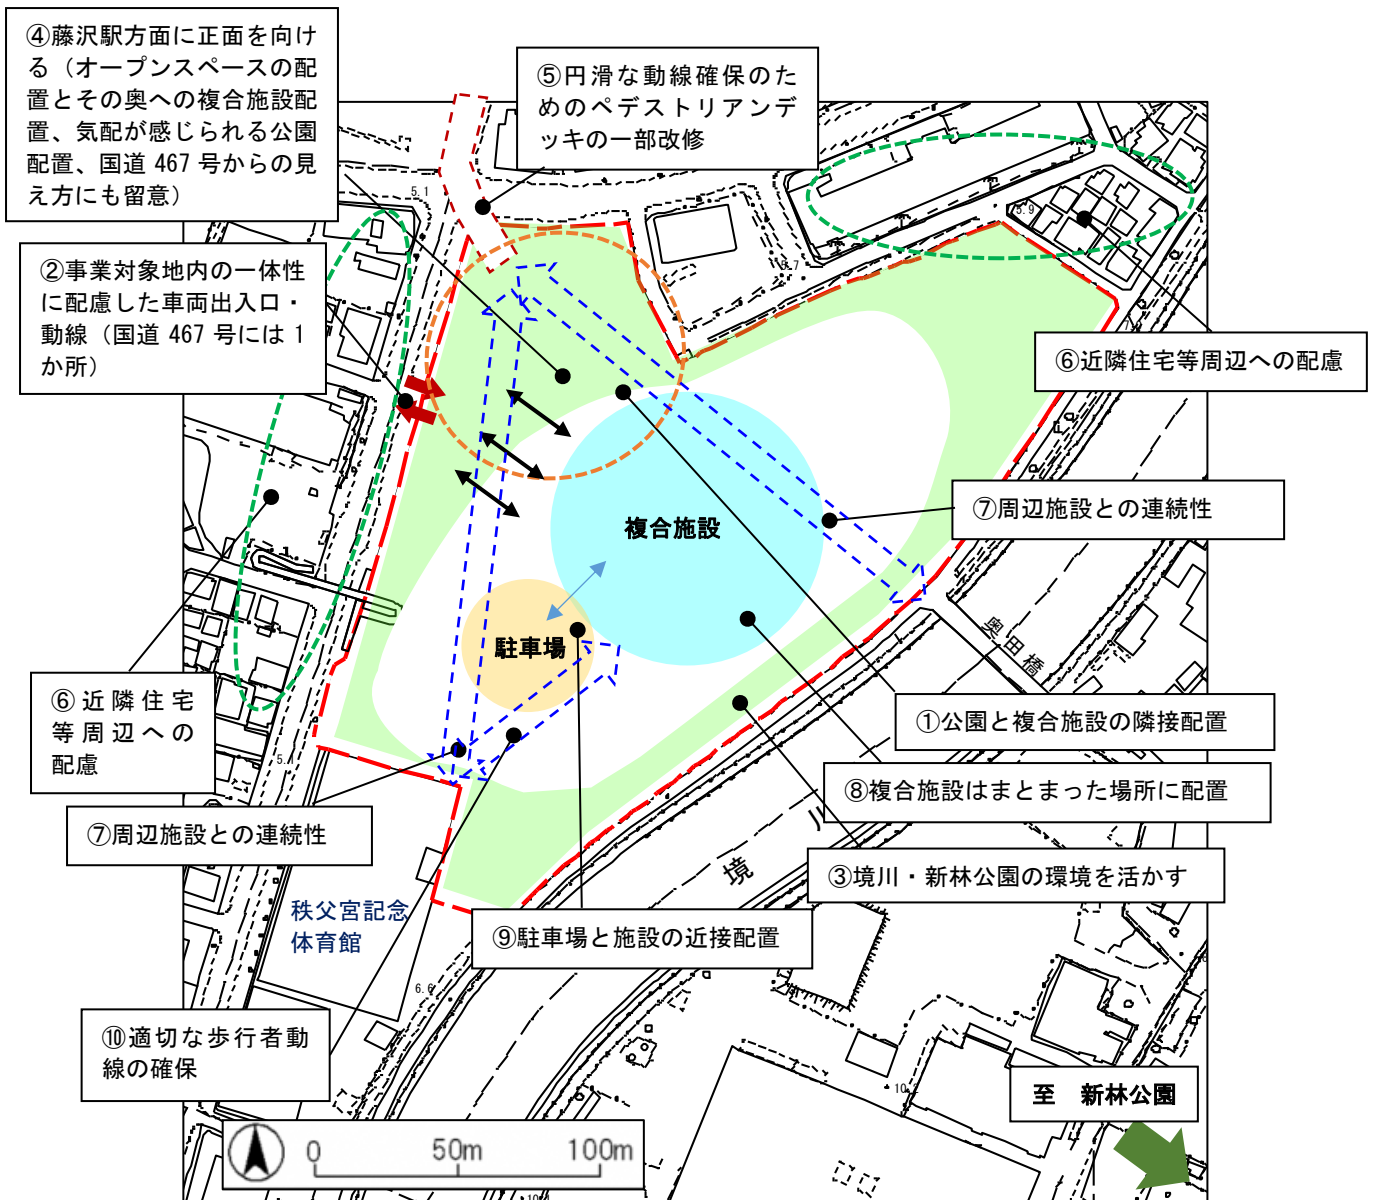 ④藤沢駅方面に正面を向け
る（オープンスペースの配
置とその奥への複合施設配
置、気配が感じられる公園
配置、国道 467 号からの見
え方にも留意）
⑤円滑な動線確保のため
めのペデストリアンデ
ッキの一部改修
②事業対象地内の一体性
に配慮した車両出入口・
動線（国道 467 号には 1
か所）
5.1
5.9
⑥近隣住宅等周辺への配慮
⑦周辺施設との連続性
複合施設
駐車場
奥田橋
⑥近隣住宅
等周辺への
配慮
①公園と複合施設の隣接配置
⑧複合施設はまとまった場所に配置
⑦周辺施設との連続性
③境川・新林公園の環境を活かす
境
川
秩父宮記念
体育館
⑨駐車場と施設の近接配置
6.6
⑩適切な歩行者動
線の確保
至　新林公園
0 50m 100m